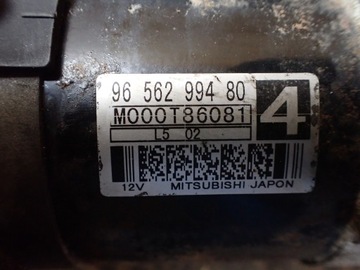 96 562 994 80
M000T86081
4
L5 02
12V MITSUBISHI JAPON